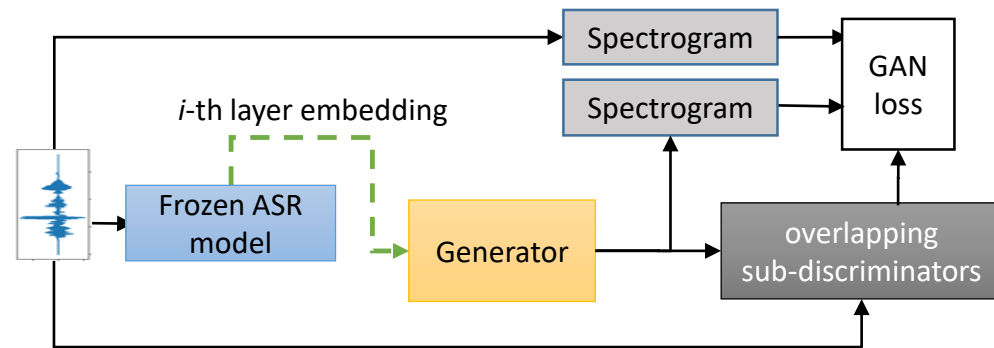 Spectrogram
GAN
loss
Spectrogram
i-th layer embedding
Frozen ASR
model
Generator
overlapping
sub-discriminators